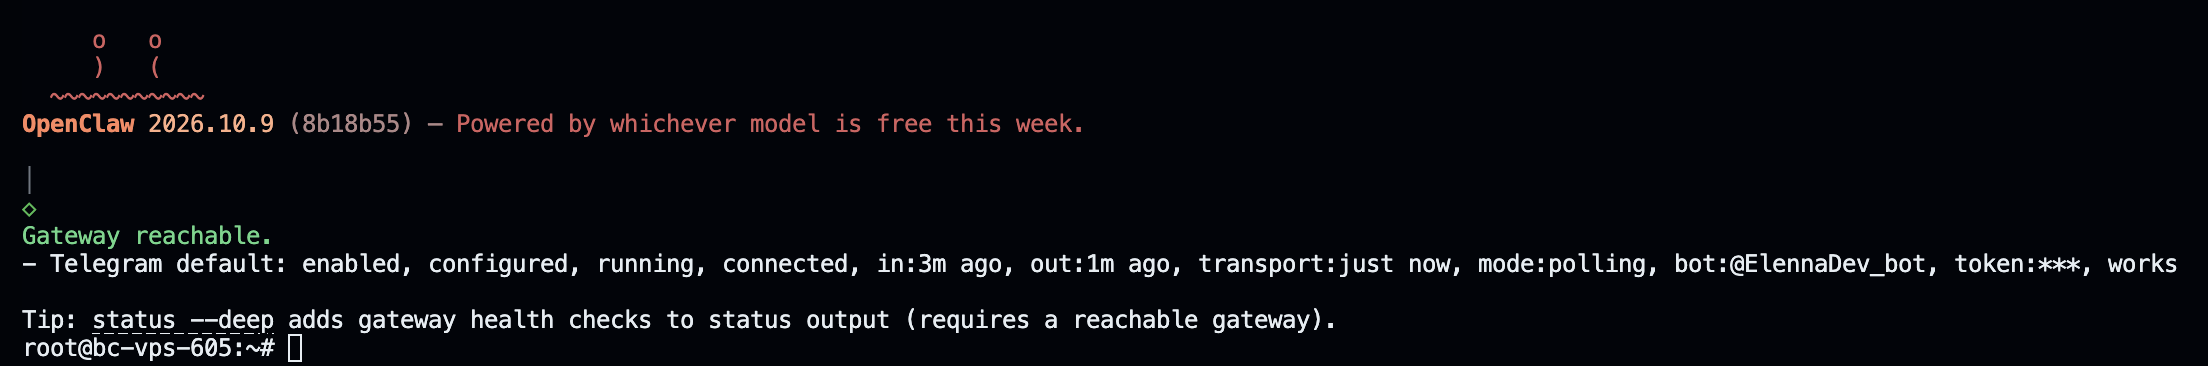 o   o
)   (
~~~~~~~~~~~
OpenClaw 2026.10.9 (8b18b55) — Powered by whichever model is free this week.
│
◇
Gateway reachable.
- Telegram default: enabled, configured, running, connected, in:3m ago, out:1m ago, transport:just now, mode:polling, bot:@ElennaDev_bot, token:***, works
Tip: status --deep adds gateway health checks to status output (requires a reachable gateway).
root@bc-vps-605:~#